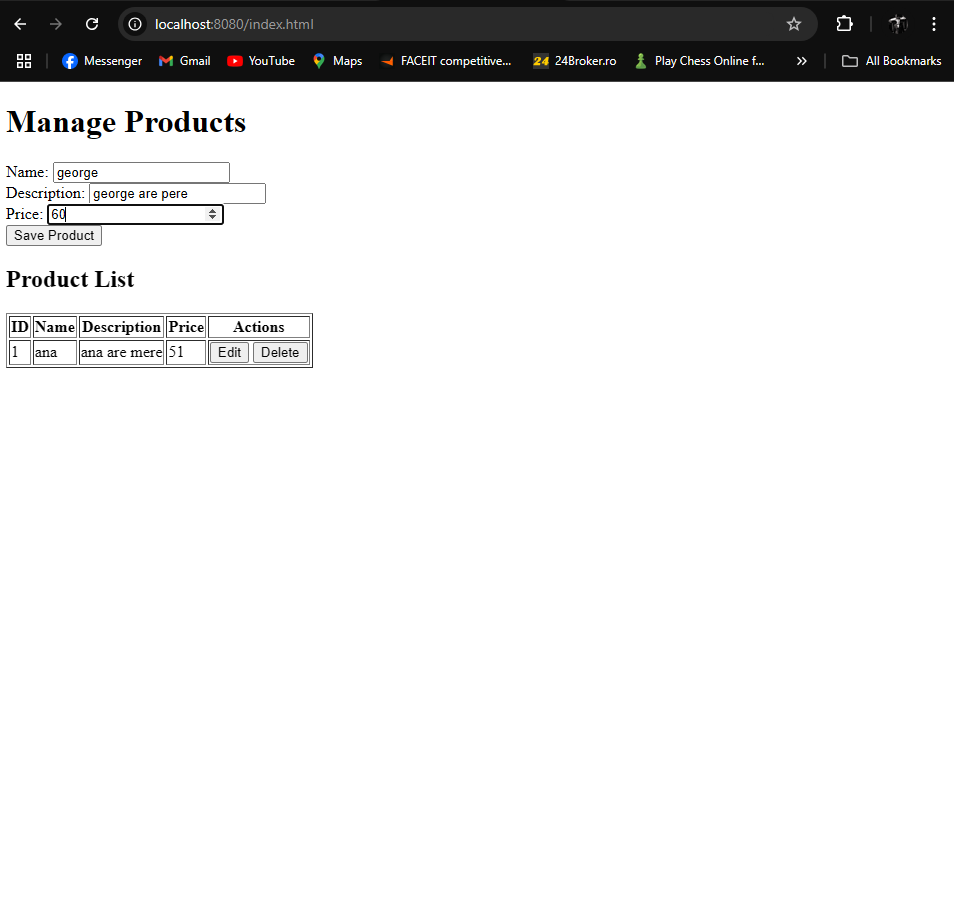 localhost:8080/index.html
Messenger Gmail YouTube Maps FACEIT competitive... 24 24Broker.ro Play Chess Online f... » All Bookmarks
Manage Products
Name: george
Description: george are pere
Price: 60
Save Product
Product List
ID Name Description Price Actions
1 ana ana are mere 51 Edit Delete